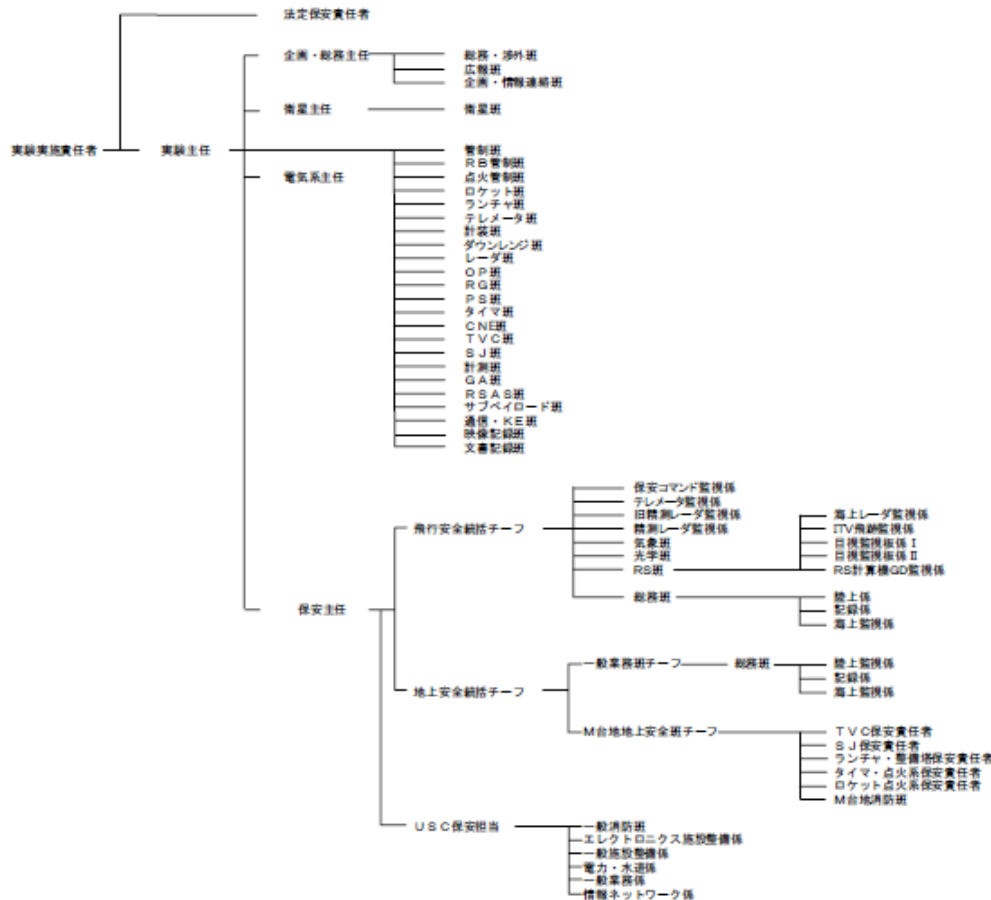 法定保安責任者
企画・総務主任
総務・渉外班
広報班
企画・情報連絡班
衛星主任
衛星班
実験実施責任者
実験主任
管制班
RB管制班
電気系主任
点火管制班
ロケット班
ランチャ班
テレメータ班
計装班
ダウンレンジ班
レーダ班
OP班
RG班
PS班
タイマ班
CNE班
TVC班
SJ班
計測班
GA班
RSAS班
サブペイロード班
通信・KE班
映像記録班
文書記録班
飛行安全統括チーフ
保安コマンド監視係
テレメータ監視係
旧精測レーダ監視係
精測レーダ監視係
気象班
光学班
RS班
海上レーダ監視係
ITV飛跡監視係
目視監視板係Ⅰ
目視監視板係Ⅱ
RS計算機GD監視係
保安主任
総務班
陸上係
記録係
海上監視係
地上安全統括チーフ
一般業務班チーフ
総務班
陸上監視係
記録係
海上監視係
M台地地上安全班チーフ
TVC保安責任者
SJ保安責任者
ランチャ・整備塔保安責任者
タイマ・点火系保安責任者
ロケット点火系保安責任者
M台地消防班
USC保安担当
一般消防班
エレクトロニクス施設整備係
一般施設整備係
電力・水道係
一般業務係
情報ネットワーク係